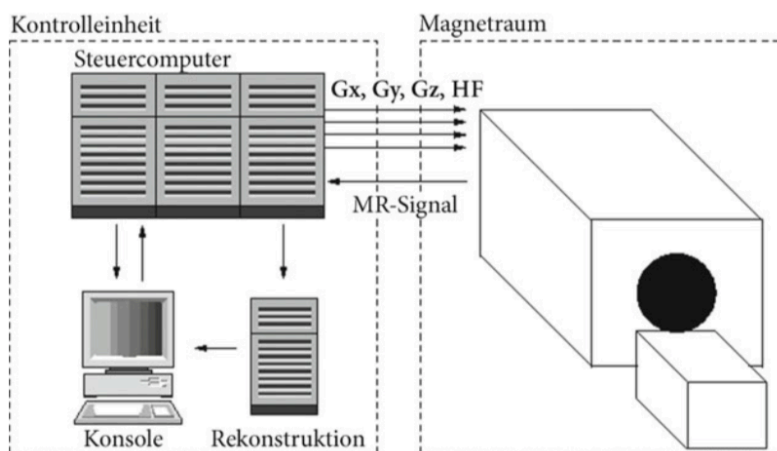 Kontrolleinheit
Magnetraum
Steuercomputer
Gx, Gy, Gz, HF
MR-Signal
Konsole
Rekonstruktion